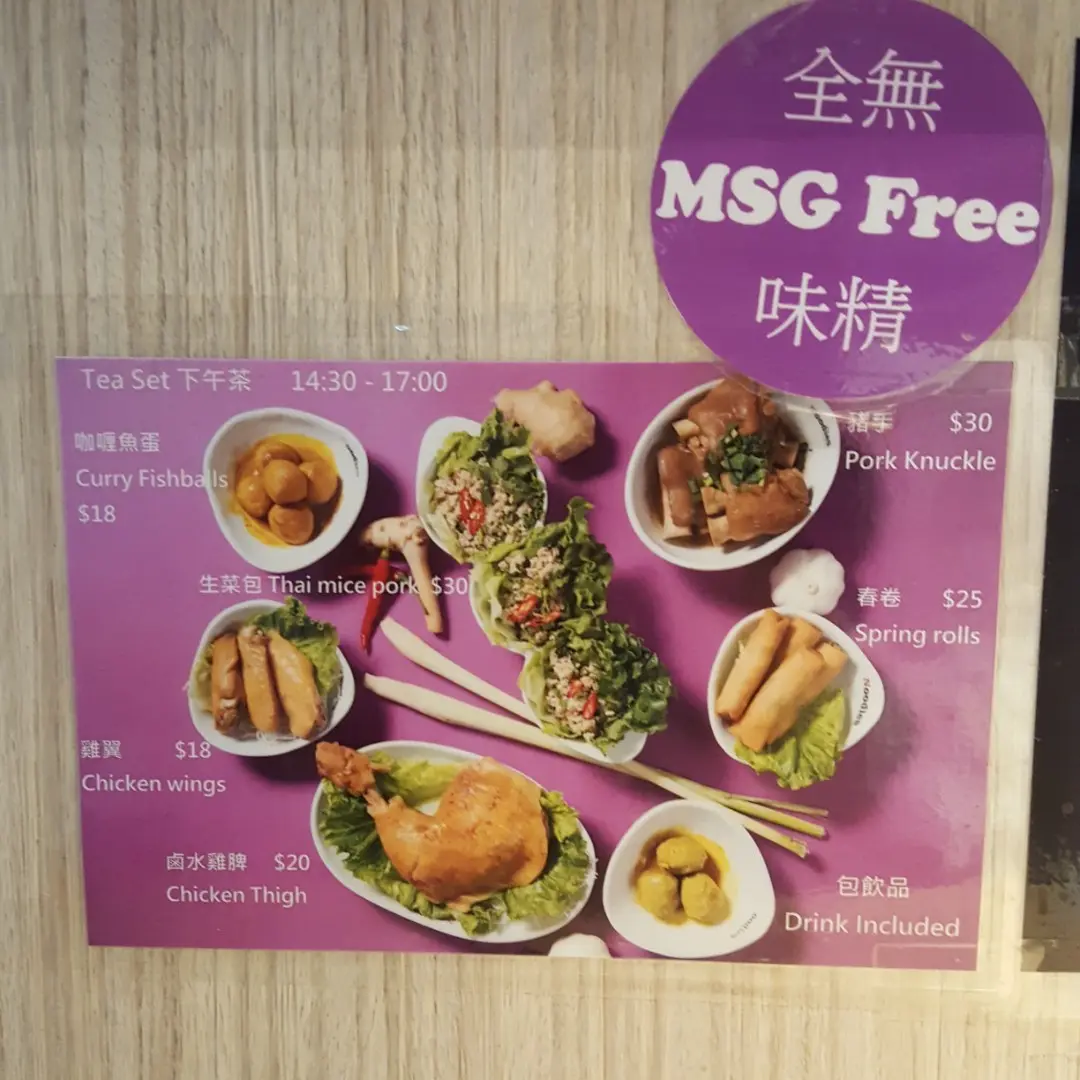 全無
MSG Free
味精
Tea Set 下午茶 14:30 - 17:00
咖喱魚蛋
Curry Fishballs
$18
豬手 $30
Pork Knuckle
生菜包 Thai mice pork $30
春卷 $25
Spring rolls
Noodles
雞翼 $18
Chicken wings
鹵水雞髀 $20
Chicken Thigh
包飲品
Drink Included